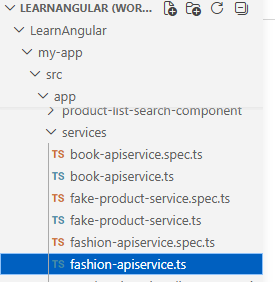 LEARNANGULAR (WOR...
LearnAngular
my-app
src
app
product-list-search-component
services
TS book-apiservice.spec.ts
TS book-apiservice.ts
TS fake-product-service.spec.ts
TS fake-product-service.ts
TS fashion-apiservice.spec.ts
TS fashion-apiservice.ts